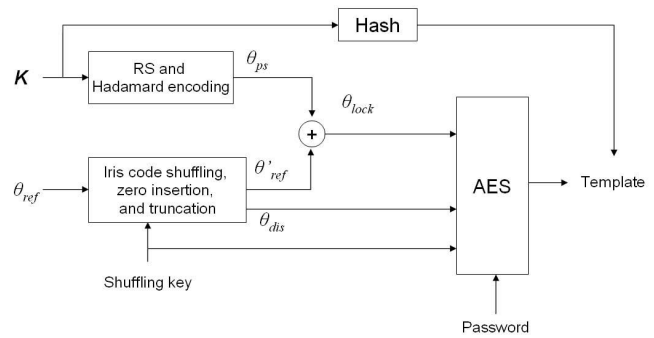 Hash
K
RS and
Hadamard encoding
θps
θlock
+
θref
Iris code shuffling,
zero insertion,
and truncation
θ'ref
θdis
AES
Template
Shuffling key
Password